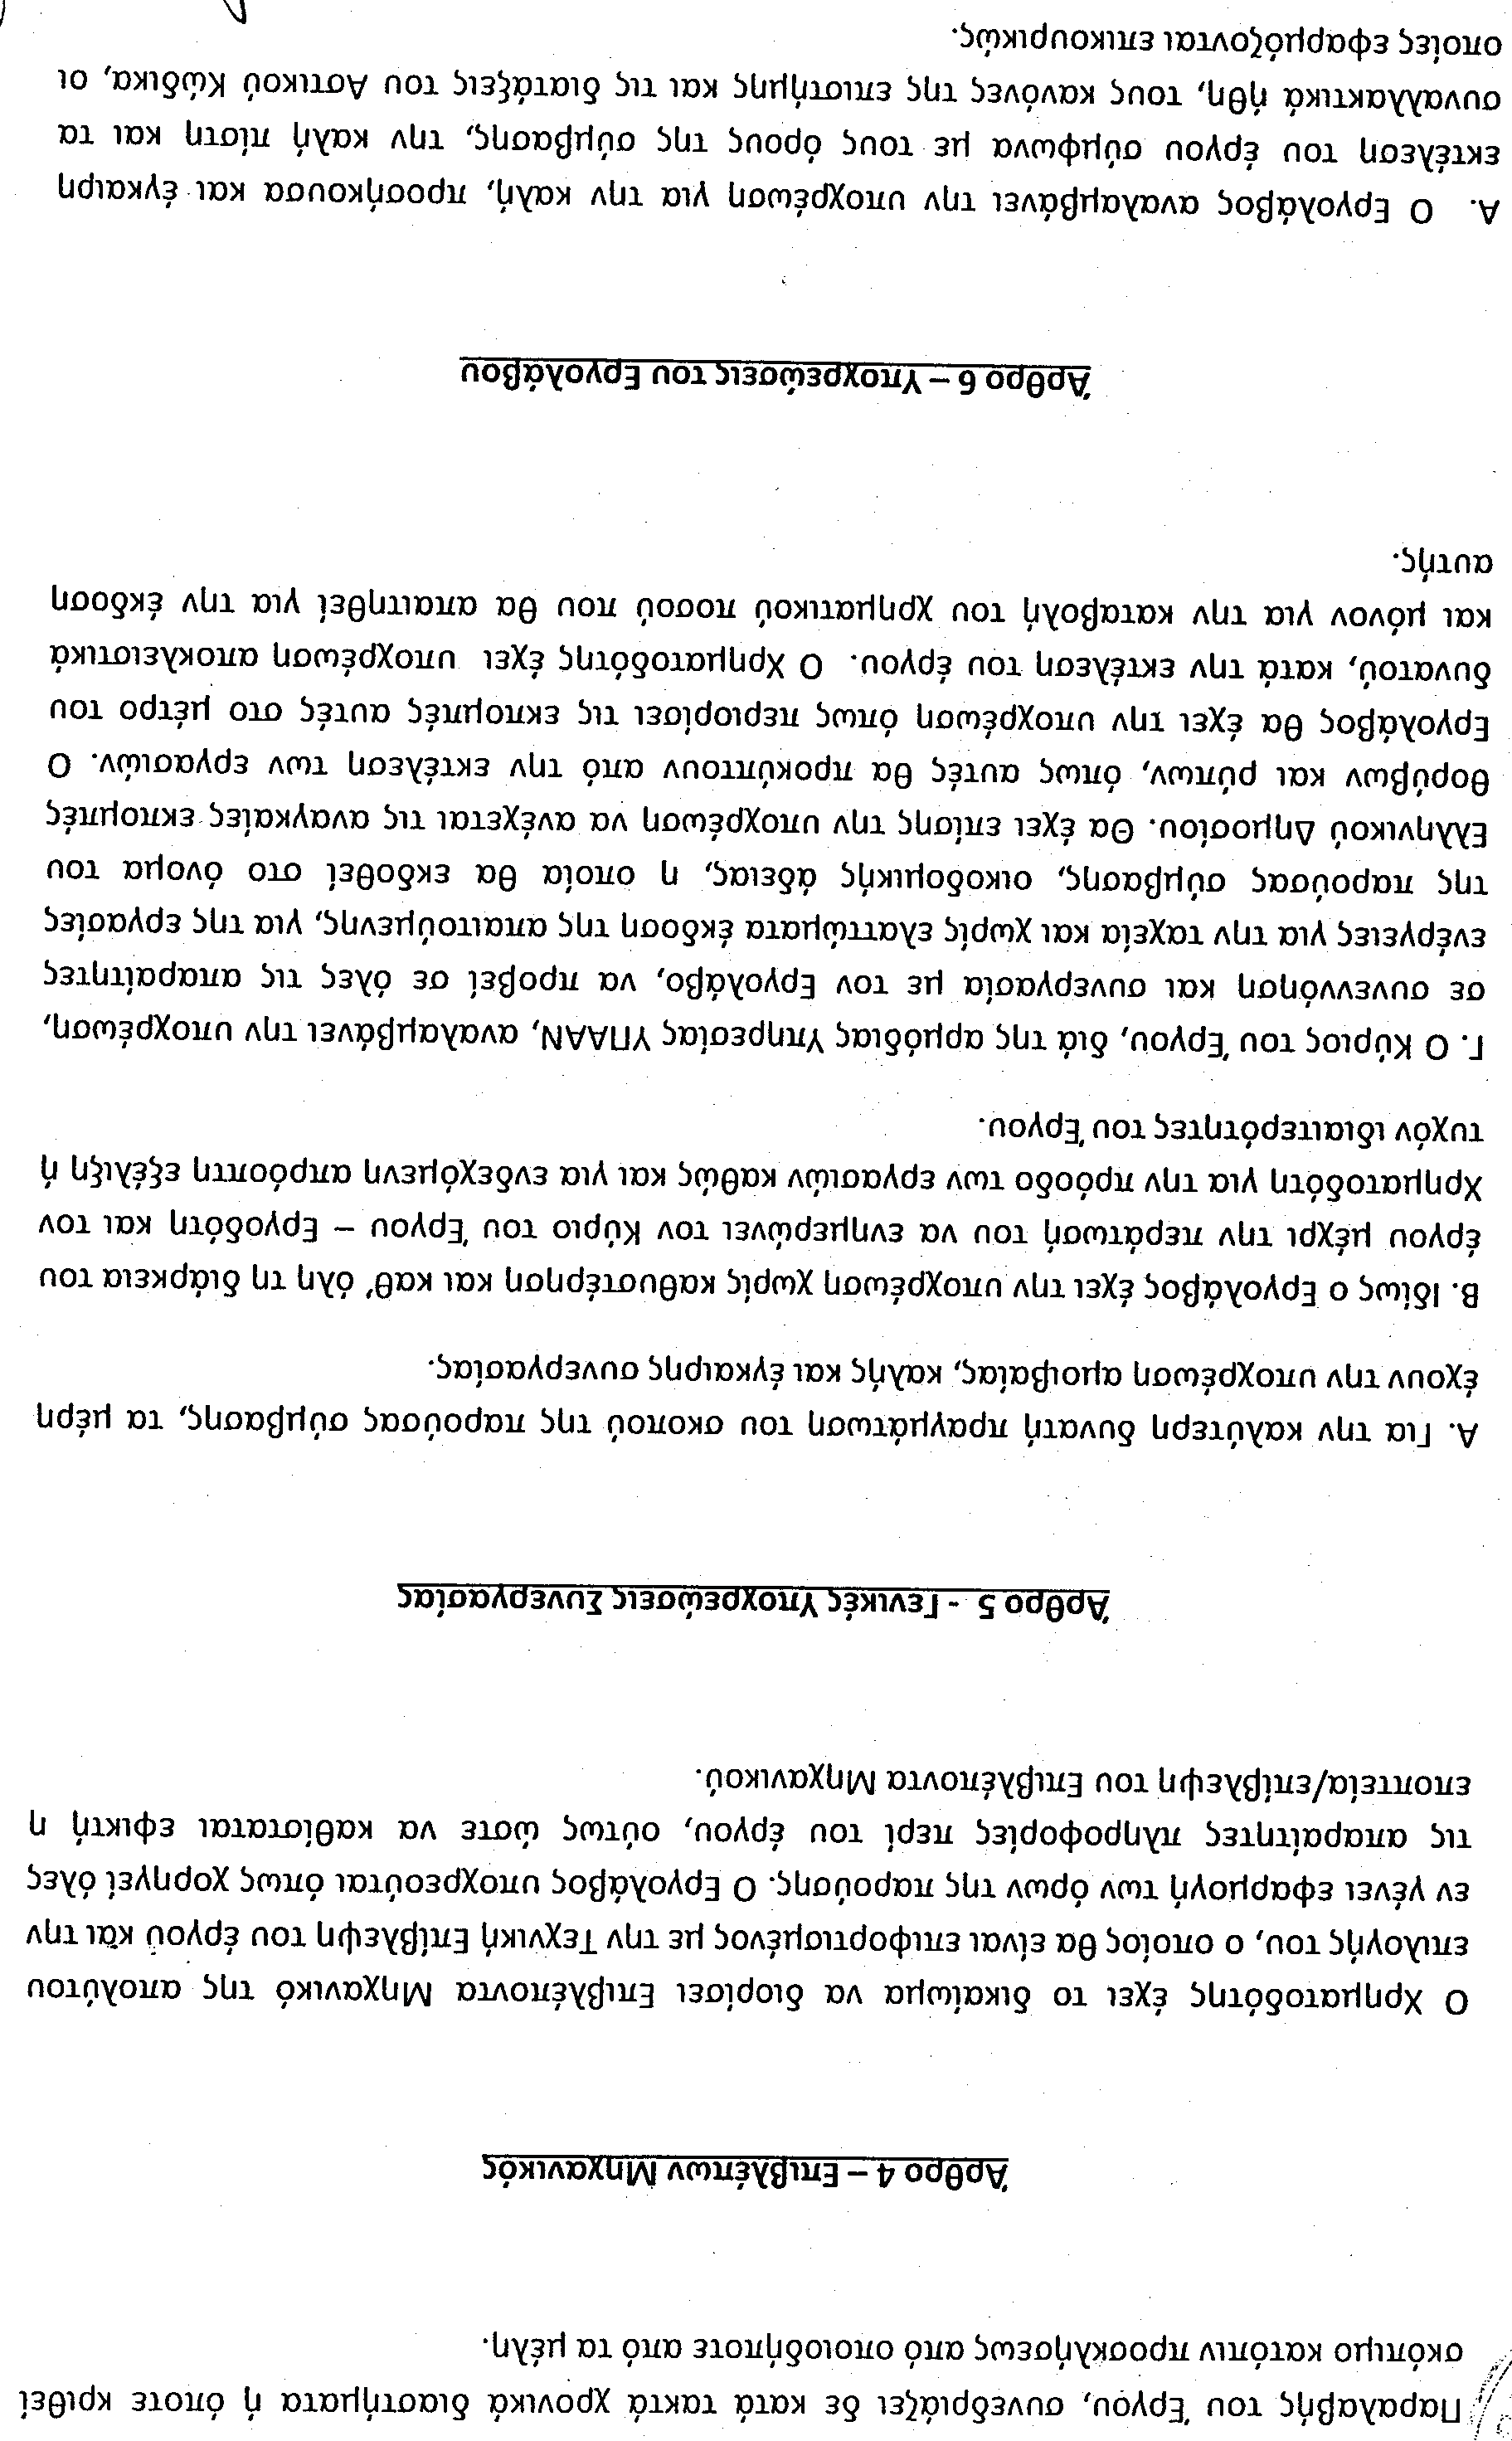 Παραλαβής του Έργου, συνεδριάζει δε κατά τακτά χρονικά διαστήματα ή όποτε κριθεί
σκόπιμο κατόπιν προσκλήσεως από οποιοδήποτε από τα μέλη.
Άρθρο 4 – Επιβλέπων Μηχανικός
Ο Χρηματοδότης έχει το δικαίωμα να διορίσει Επιβλέποντα Μηχανικό της απολύτου
επιλογής του, ο οποίος θα είναι επιφορτισμένος με την Τεχνική Επίβλεψη του έργου και την
εν γένει εφαρμογή των όρων της παρούσης. Ο Εργολάβος υποχρεούται όπως χορηγεί όλες
τις απαραίτητες πληροφορίες περί του έργου, ούτως ώστε να καθίσταται εφικτή η
εποπτεία/επίβλεψη του Επιβλέποντα Μηχανικού.
Άρθρο 5 - Γενικές Υποχρεώσεις Συνεργασίας
Α. Για την καλύτερη δυνατή πραγμάτωση του σκοπού της παρούσας σύμβασης, τα μέρη
έχουν την υποχρέωση αμοιβαίας, καλής και έγκαιρης συνεργασίας.
Β. Ιδίως ο Εργολάβος έχει την υποχρέωση χωρίς καθυστέρηση και καθ’ όλη τη διάρκεια του
έργου μέχρι την περάτωσή του να ενημερώνει τον Κύριο του Έργου – Εργοδότη και τον
Χρηματοδότη για την πρόοδο των εργασιών καθώς και για ενδεχόμενη απρόοπτη εξέλιξη ή
τυχόν ιδιαιτερότητες του Έργου.
Γ. Ο Κύριος του Έργου, διά της αρμόδιας Υπηρεσίας ΥΠΑΑΝ, αναλαμβάνει την υποχρέωση,
σε συνεννόηση και συνεργασία με τον Εργολάβο, να προβεί σε όλες τις απαραίτητες
ενέργειες για την ταχεία και χωρίς ελαττώματα έκδοση της απαιτούμενης, για της εργασίες
της παρούσας σύμβασης, οικοδομικής άδειας, η οποία θα εκδοθεί στο όνομα του
Ελληνικού Δημοσίου. Θα έχει επίσης την υποχρέωση να ανέχεται τις αναγκαίες εκπομπές
θορύβων και ρύπων, όπως αυτές θα προκύπτουν από την εκτέλεση των εργασιών. Ο
Εργολάβος θα έχει την υποχρέωση όπως περιορίσει τις εκπομπές αυτές στο μέτρο του
δυνατού, κατά την εκτέλεση του έργου. Ο Χρηματοδότης έχει υποχρέωση αποκλειστικά
και μόνον για την καταβολή του χρηματικού ποσού που θα απαιτηθεί για την έκδοση
αυτής.
Άρθρο 6 – Υποχρεώσεις του Εργολάβου
Α. Ο Εργολάβος αναλαμβάνει την υποχρέωση για την καλή, προσήκουσα και έγκαιρη
εκτέλεση του έργου σύμφωνα με τους όρους της σύμβασης, την καλή πίστη και τα
συναλλακτικά ήθη, τους κανόνες της επιστήμης και τις διατάξεις του Αστικού Κώδικα, οι
οποίες εφαρμόζονται επικουρικώς.